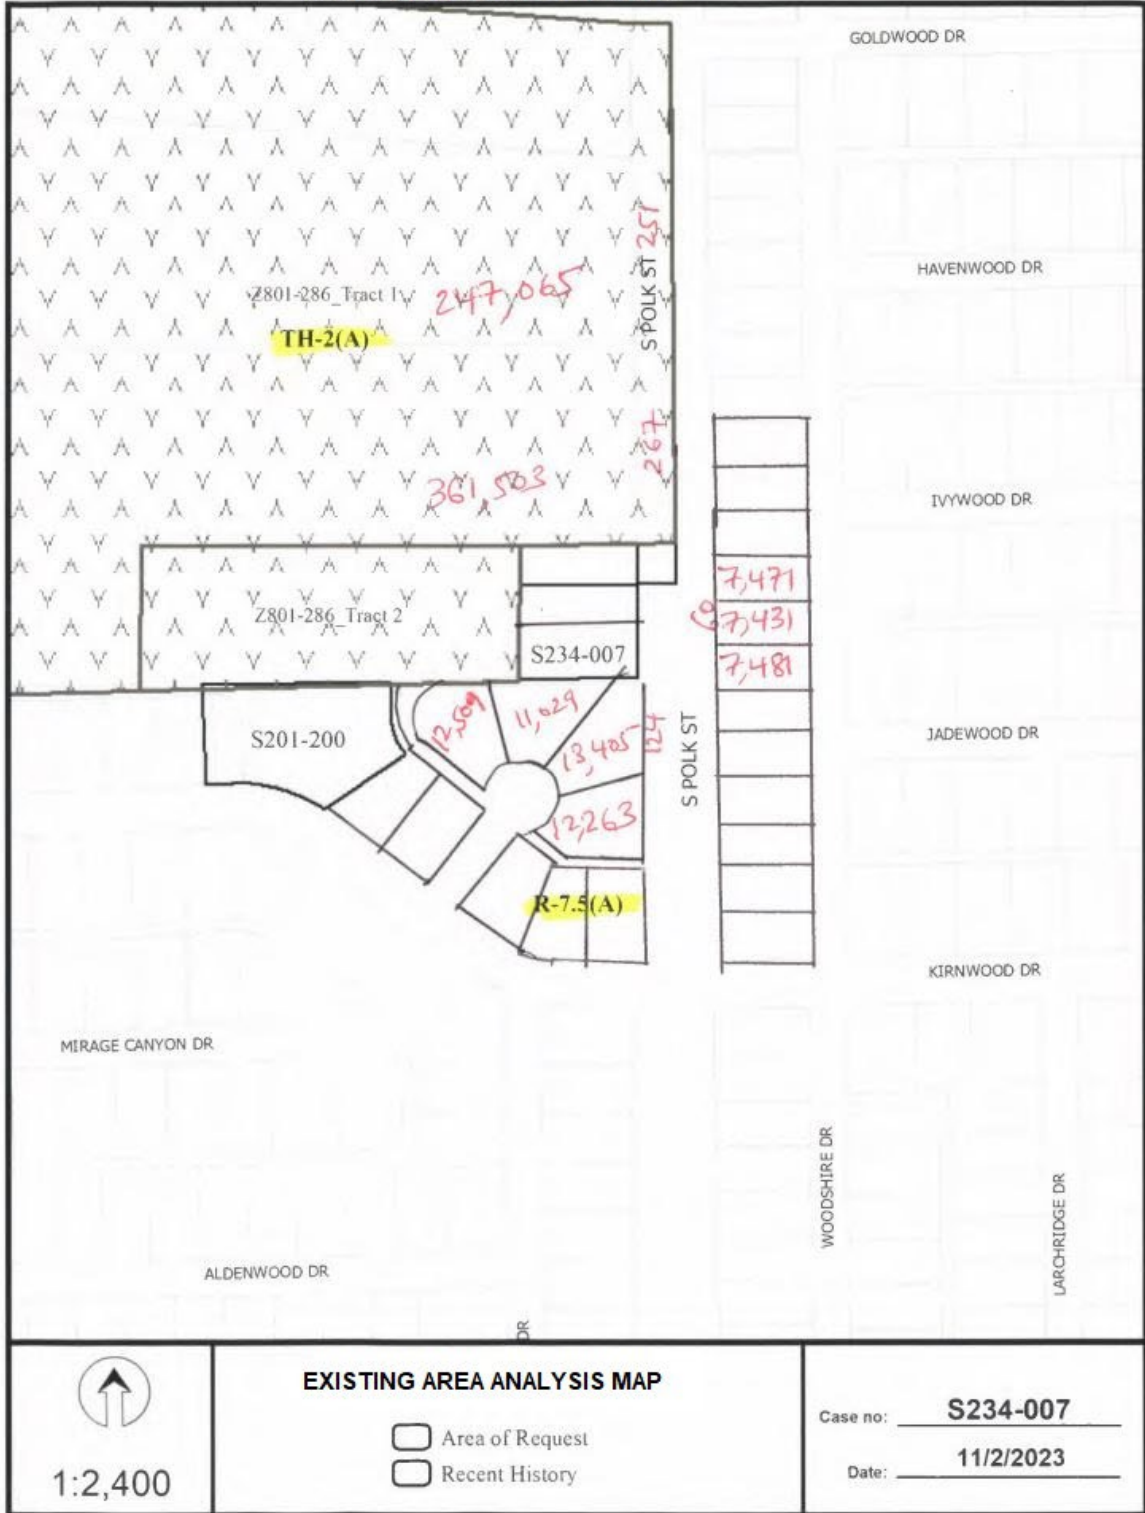 GOLDWOOD DR
S POLK ST 251
HAVENWOOD DR
Z801-286_Tract 1
247,065
TH-2(A)
267
361,503
IVYWOOD DR
7,471
Z801-286_Tract 2
60
7,431
S234-007
7,481
12,509
11,029
S201-200
13,405
124
S POLK ST
JADEWOOD DR
12,263
R-7.5(A)
KIRNWOOD DR
MIRAGE CANYON DR
WOODSHIRE DR
LARCHRIDGE DR
ALDENWOOD DR
DR
1:2,400
EXISTING AREA ANALYSIS MAP
Area of Request
Recent History
Case no: S234-007
Date: 11/2/2023